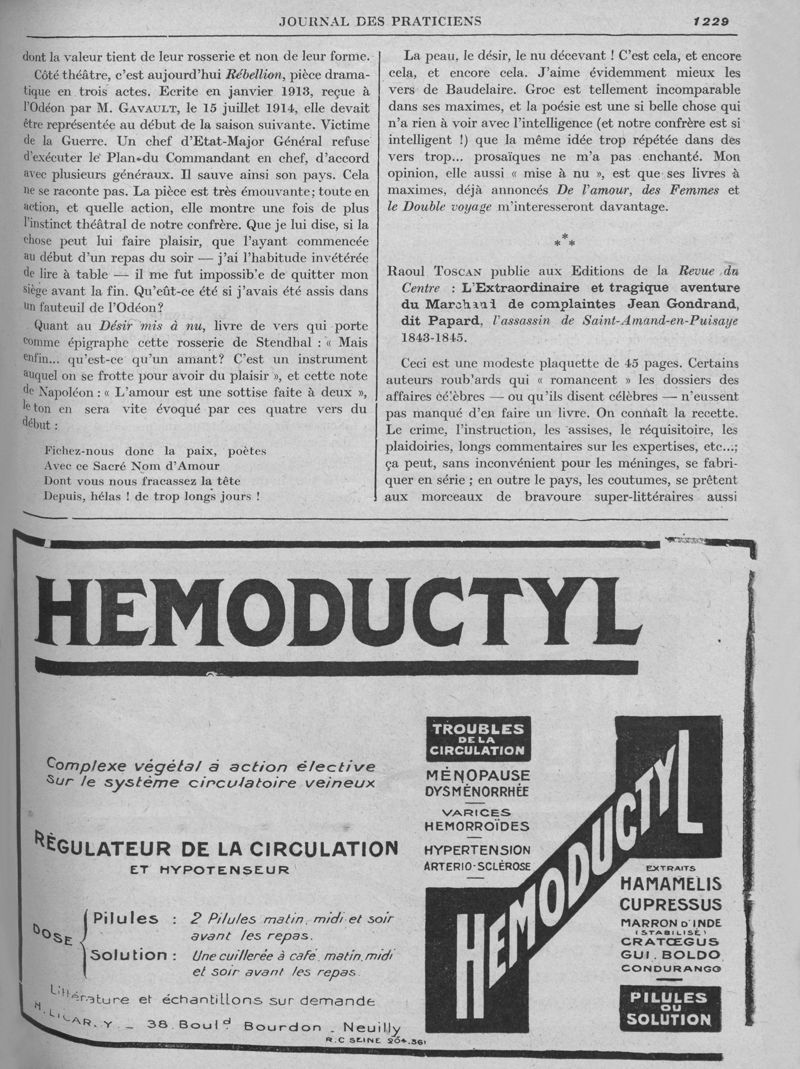 JOURNAL DES PRATICIENS 1229
dont la valeur tient de leur rosserie et non de leur forme.
Côté théâtre, c'est aujourd'hui Rébellion, pièce drama-
tique en trois actes. Ecrite en janvier 1913, reçue à
l'Odéon par M. GAVAULT, le 15 juillet 1914, elle devait
être représentée au début de la saison suivante. Victime
de la Guerre. Un chef d'Etat-Major Général refuse
d'exécuter le Plan du Commandant en chef, d'accord
avec plusieurs généraux. Il sauve ainsi son pays. Cela
ne se raconte pas. La pièce est très émouvante; toute en
action, et quelle action, elle montre une fois de plus
l'instinct théâtral de notre confrère. Que je lui dise, si la
chose peut lui faire plaisir, que l'ayant commencée
au début d'un repas du soir — j'ai l'habitude invétérée
de lire à table — il me fut impossib'e de quitter mon
siège avant la fin. Qu'eût-ce été si j'avais été assis dans
un fauteuil de l'Odéon?
Quant au Désir mis à nu, livre de vers qui porte
comme épigraphe cette rosserie de Stendhal : « Mais
enfin... qu'est-ce qu'un amant? C'est un instrument
auquel on se frotte pour avoir du plaisir », et cette note
de Napoléon : « L'amour est une sottise faite à deux »,
le ton en sera vite évoqué par ces quatre vers du
début :
Fichez-nous donc la paix, poètes
Avec ce Sacré Nom d'Amour
Dont vous nous fracassez la tête
Depuis, hélas ! de trop longs jours !
La peau, le désir, le nu décevant ! C'est cela, et encore
cela, et encore cela. J'aime évidemment mieux les
vers de Baudelaire. Groc est tellement incomparable
dans ses maximes, et la poésie est une si belle chose qui
n'a rien à voir avec l'intelligence (et notre confrère est si
intelligent !) que la même idée trop répétée dans des
vers trop... prosaïques ne m'a pas enchanté. Mon
opinion, elle aussi « mise à nu », est que ses livres à
maximes, déjà annoncés De l'amour, des Femmes et
le Double voyage m'interesseront davantage.
*
* *
Raoul TOSCAN publie aux Editions de la Revue du
Centre : L'Extraordinaire et tragique aventure
du Marchand de complaintes Jean Gondrand,
dit Papard, l'assassin de Saint-Amand-en-Puisaye
1843-1845.
Ceci est une modeste plaquette de 45 pages. Certains
auteurs roub'ards qui « romancent » les dossiers des
affaires cé'èbres — ou qu'ils disent célèbres — n'eussent
pas manqué d'en faire un livre. On connaît la recette.
Le crime, l'instruction, les assises, le réquisitoire, les
plaidoiries, longs commentaires sur les expertises, etc...;
ça peut, sans inconvénient pour les méninges, se fabri-
quer en série ; en outre le pays, les coutumes, se prêtent
aux morceaux de bravoure super-littéraires aussi
HEMODUCTYL
Complexe végétal à action élective
sur le système circulatoire veineux
RÉGULATEUR DE LA CIRCULATION
ET HYPOTENSEUR
DOSE
Pilules : 2 Pilules matin, midi et soir
avant les repas.
Solution : Une cuillerée à café, matin, midi
et soir avant les repas
Littérature et échantillons sur demande
H. LICARDY _ 38 Bould Bourdon _ Neuilly
R.C SEINE 204.361
TROUBLES
DE LA
CIRCULATION
MÉNOPAUSE
DYSMÉNORRHÉE
VARICES
HEMORROÏDES
HYPERTENSION
ARTERIO-SCLÉROSE
HEMODUCTYL
EXTRAITS
HAMAMELIS
CUPRESSUS
MARRON D'INDE
(STABILISÉ)
CRATŒGUS
GUI. BOLDO
CONDURANGO
PILULES
OU
SOLUTION